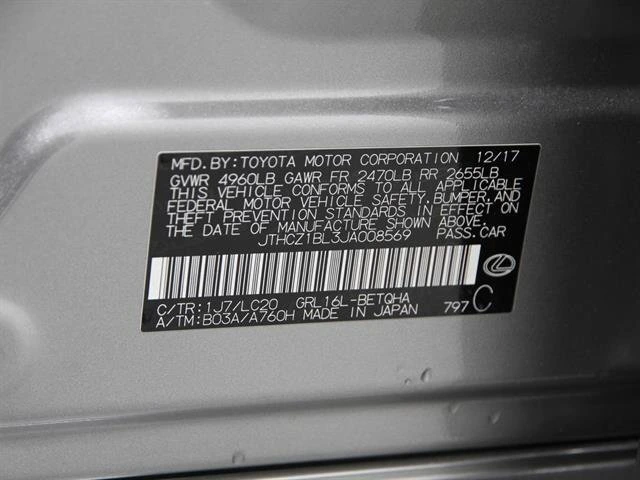 MFD.BY:TOYOTA MOTOR CORPORATION 12/17
GVWR 4960LB GAWR FR 2470LB RR 2655LB
THIS VEHICLE CONFORMS TO ALL APPLICABLE
FEDERAL MOTOR VEHICLE SAFETY,BUMPER,AND
THEFT PREVENTION STANDARDS IN EFFECT ON
THE DATE OF MANUFACTURE SHOWN ABOVE.
JTHCZ1BL3JA008569 PASS.CAR
C/TR:1J7/LC20 GRL16L-BETQHA
A/TM:B03A/A760H MADE IN JAPAN 797 C